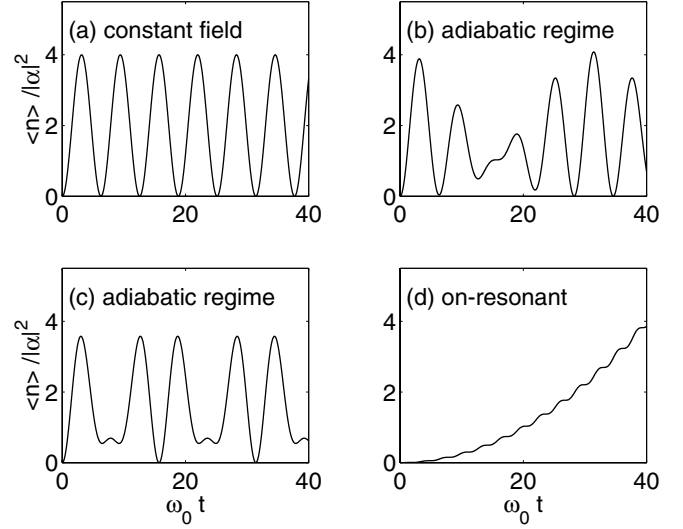 (a) constant field
(b) adiabatic regime
<n> /|α|²
4
2
0
0 20 40
4
2
0
0 20 40
(c) adiabatic regime
(d) on-resonant
<n> /|α|²
4
2
0
0 20 40
4
2
0
0 20 40
ω₀ t
ω₀ t